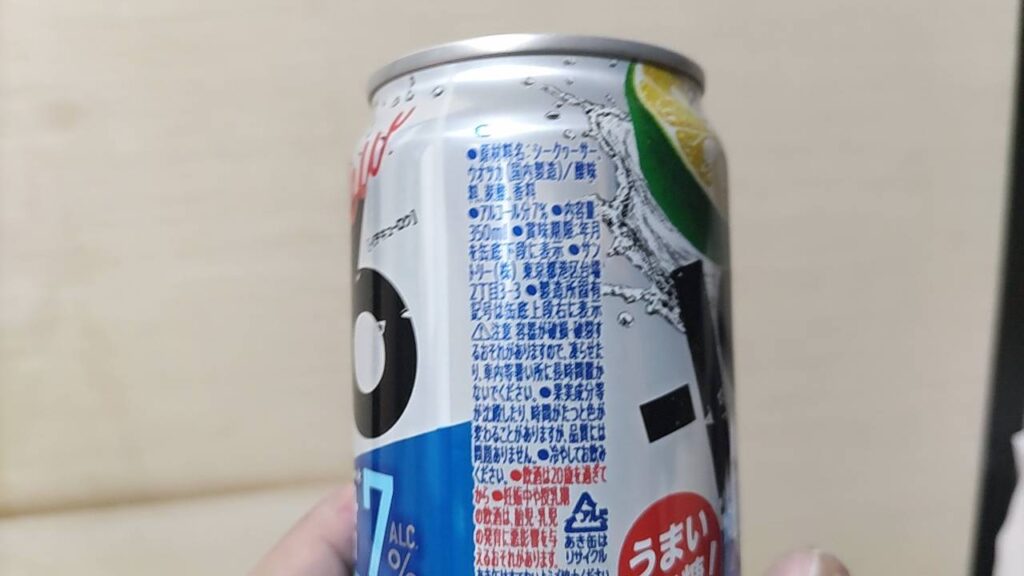 ●原材料名:シークヮーサー、
ウオツカ(国内製造)/酸味
料、炭酸、香料
●アルコール分7% ●内容量
350ml ●賞味期限:年月
を缶底下段に表示 ●サン
トリー(株) 東京都港区台場
2丁目3-3 ●製造所固有
記号は缶底上段右に表示
⚠注意 容器が破損・破裂す
るおそれがありますので、凍らせた
り、車内等暑い所に長時間置か
ないでください。●果実成分等
が沈殿したり、時間がたつと色が
変わることがありますが、品質には
問題ありません。●冷やしてお飲み
ください。●飲酒は20歳を過ぎて
から ●妊娠中や授乳期
の飲酒は、胎児・乳児
の発育に悪影響を与
えるおそれがあります。
アルミ
あき缶は
リサイクル
7
ALC.
%
うまい